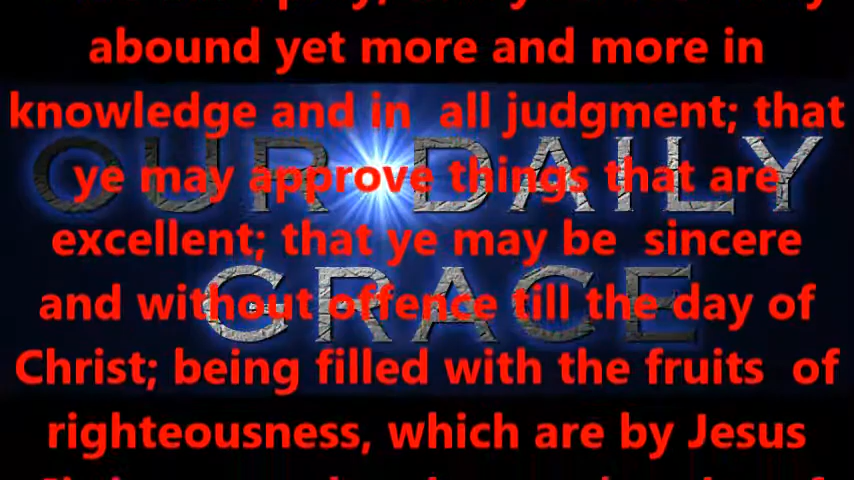 abound yet more and more in
knowledge and in all judgment; that
ye may approve things that are
excellent; that ye may be sincere
and without offence till the day of
Christ; being filled with the fruits of
righteousness, which are by Jesus
OUR DAILY
GRACE